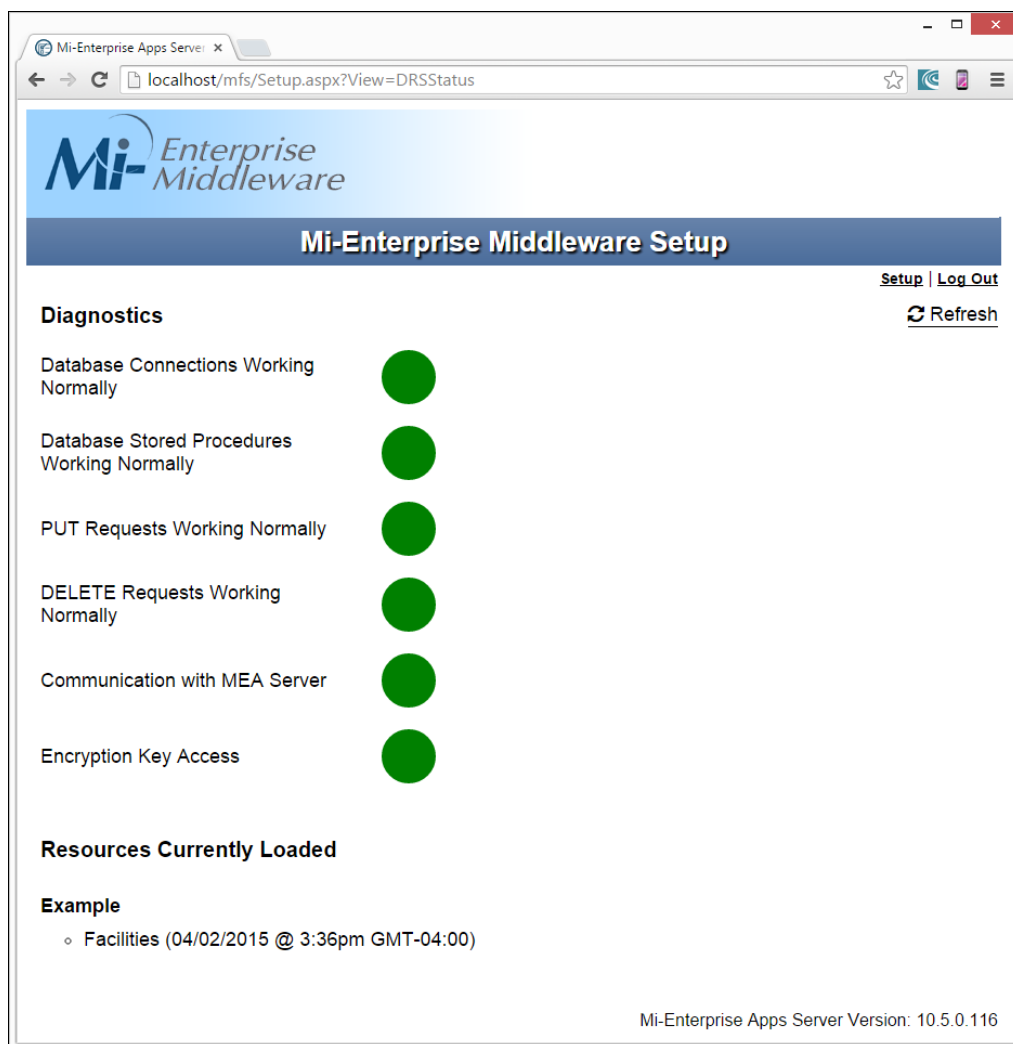 Mi-Enterprise Apps Server
localhost/mfs/Setup.aspx?View=DRSStatus
Mi- Enterprise
Middleware
Mi-Enterprise Middleware Setup
Setup | Log Out
Diagnostics
Refresh
Database Connections Working
Normally
Database Stored Procedures
Working Normally
PUT Requests Working Normally
DELETE Requests Working
Normally
Communication with MEA Server
Encryption Key Access
Resources Currently Loaded
Example
Facilities (04/02/2015 @ 3:36pm GMT-04:00)
Mi-Enterprise Apps Server Version: 10.5.0.116